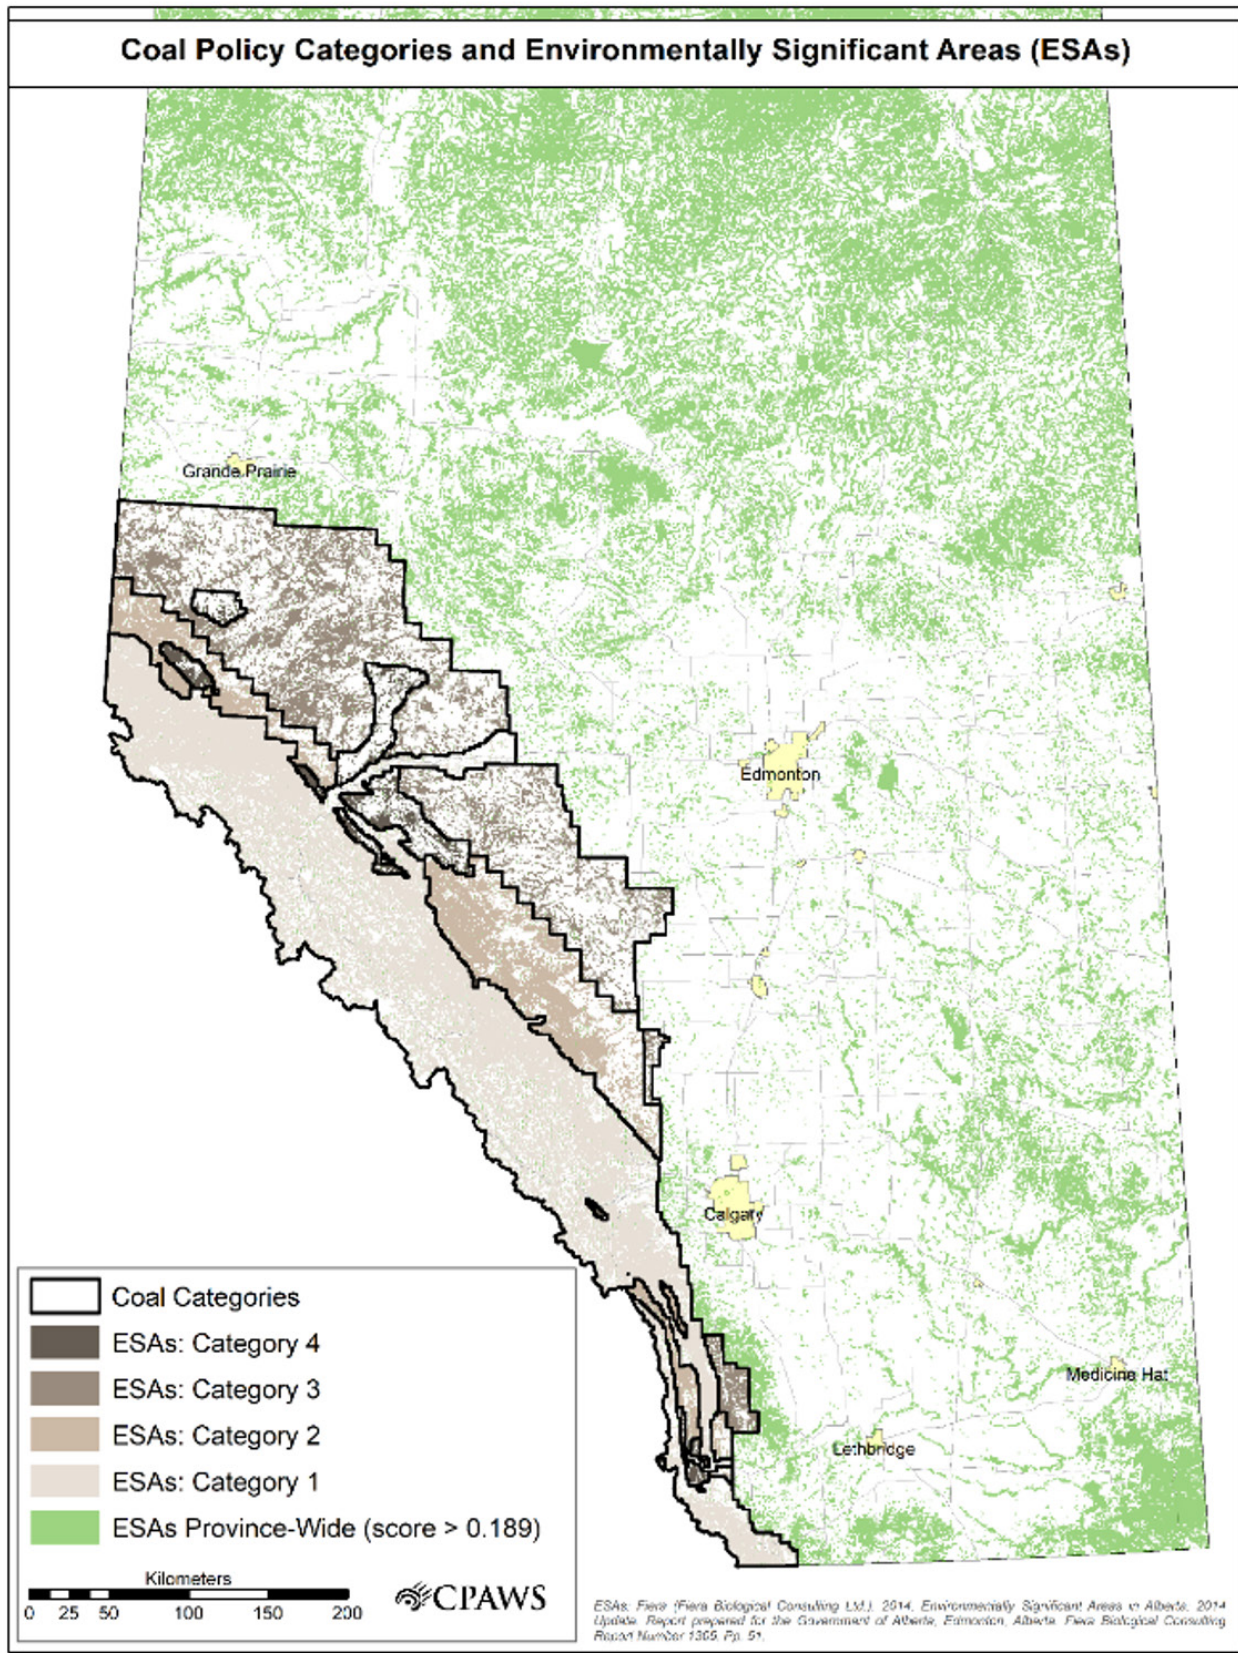 Coal Policy Categories and Environmentally Significant Areas (ESAs)
Grande Prairie
Edmonton
Calgary
Medicine Hat
Lethbridge
Coal Categories
ESAs: Category 4
ESAs: Category 3
ESAs: Category 2
ESAs: Category 1
ESAs Province-Wide (score > 0.189)
Kilometers
0 25 50 100 150 200
CPAWS
ESAs: Fiera (Fiera Biological Consulting Ltd.). 2014. Environmentally Significant Areas in Alberta: 2014
Update. Report prepared for the Government of Alberta, Edmonton, Alberta. Fiera Biological Consulting
Report Number 1305. Pp. 51.